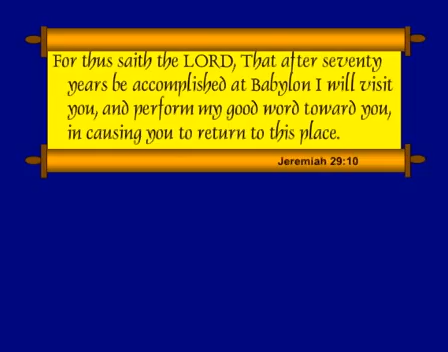 For thus saith the LORD, That after seventy
years be accomplished at Babylon I will visit
you, and perform my good word toward you,
in causing you to return to this place.
Jeremiah 29:10